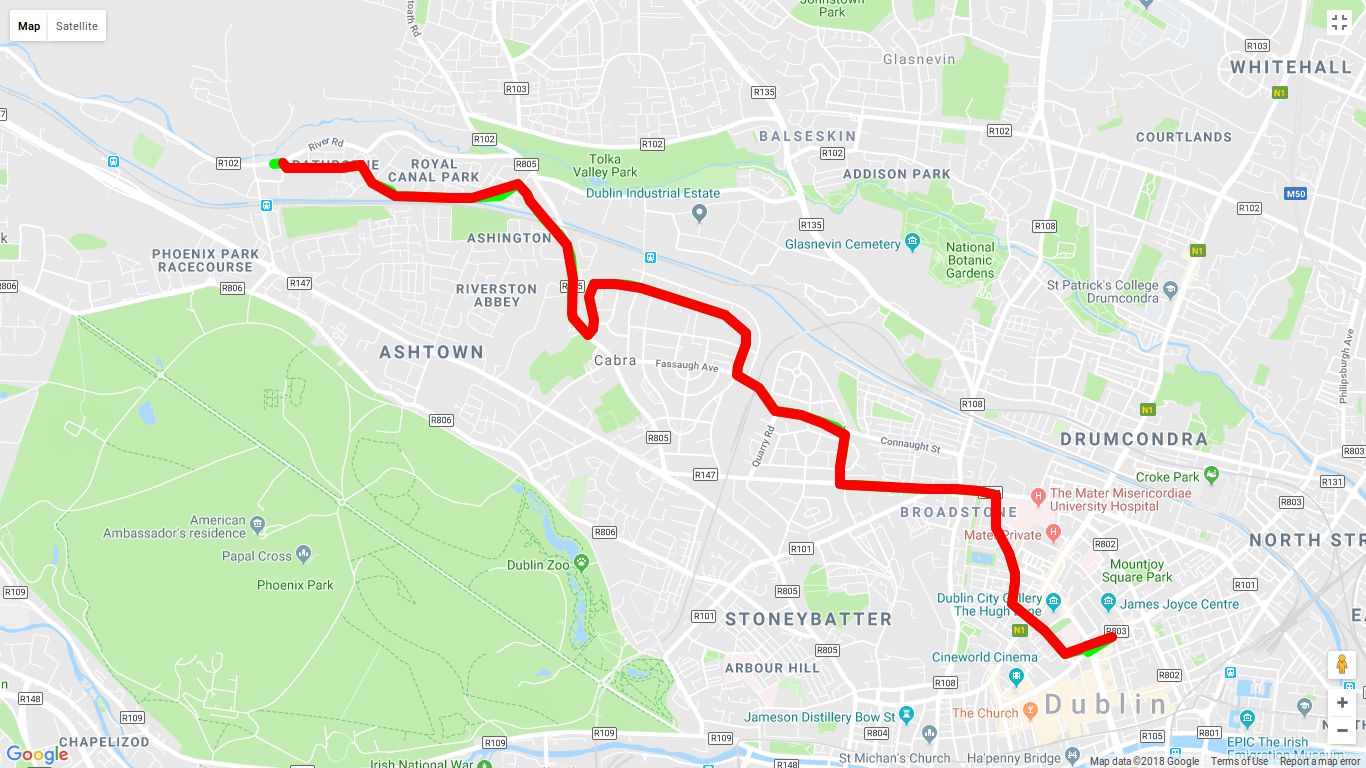 Map
Satellite
Johnstown
Park
toath Rd
Glasnevin
R103
WHITEHALL
N1
R103
R135
BALSESKIN
COURTLANDS
R102
R102
R102
R102
R102
River Rd
ROYAL
CANAL PARK
R805
Tolka
Valley Park
ADDISON PARK
Dublin Industrial Estate
M50
R102
R135
R108
ASHINGTON
Glasnevin Cemetery
National
Botanic
Gardens
N1
PHOENIX PARK
RACECOURSE
R806
R806
R147
RIVERSTON
ABBEY
St Patrick's College
Drumcondra
Philipsburgh Ave
ASHTOWN
Cabra
Fassaugh Ave
R806
R805
Quarry Rd
R108
N1
Connaught St
DRUMCONDRA
R803
R147
Croke Park
R131
R803
The Mater Misericordiae
University Hospital
BROADSTONE
American
Ambassador's residence
Papal Cross
Phoenix Park
R806
Mater Private
R802
NORTH STR
R101
Dublin Zoo
Mountjoy
Square Park
R101
R109
R805
Dublin City Gallery
The Hugh Lane
James Joyce Centre
R101
STONEYBATTER
N1
R803
R805
Cineworld Cinema
ARBOUR HILL
R108
R802
R148
R109
The Church
Dublin
Jameson Distillery Bow St
R804
R105
R801
EPIC The Irish
Emigration Museum
CHAPELIZOD
R109
R109
R109
St Michan's Church
Ha'penny Bridge
R148
Irish National War
Google
Map data ©2018 Google
Terms of Use
Report a map error